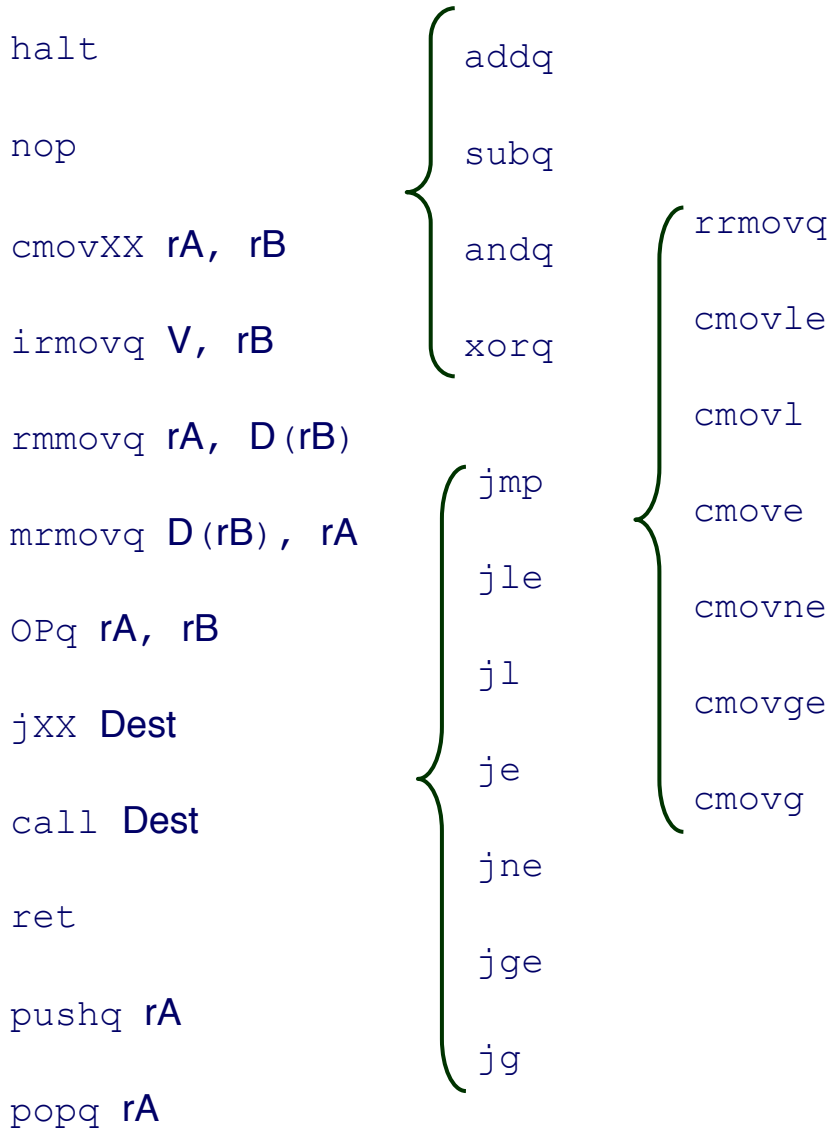 halt
nop
cmovXX rA, rB
irmovq V, rB
rmmovq rA, D(rB)
mrmovq D(rB), rA
OPq rA, rB
jXX Dest
call Dest
ret
pushq rA
popq rA
addq
subq
andq
xorq
jmp
jle
jl
je
jne
jge
jg
rrmovq
cmovle
cmovl
cmove
cmovne
cmovge
cmovg